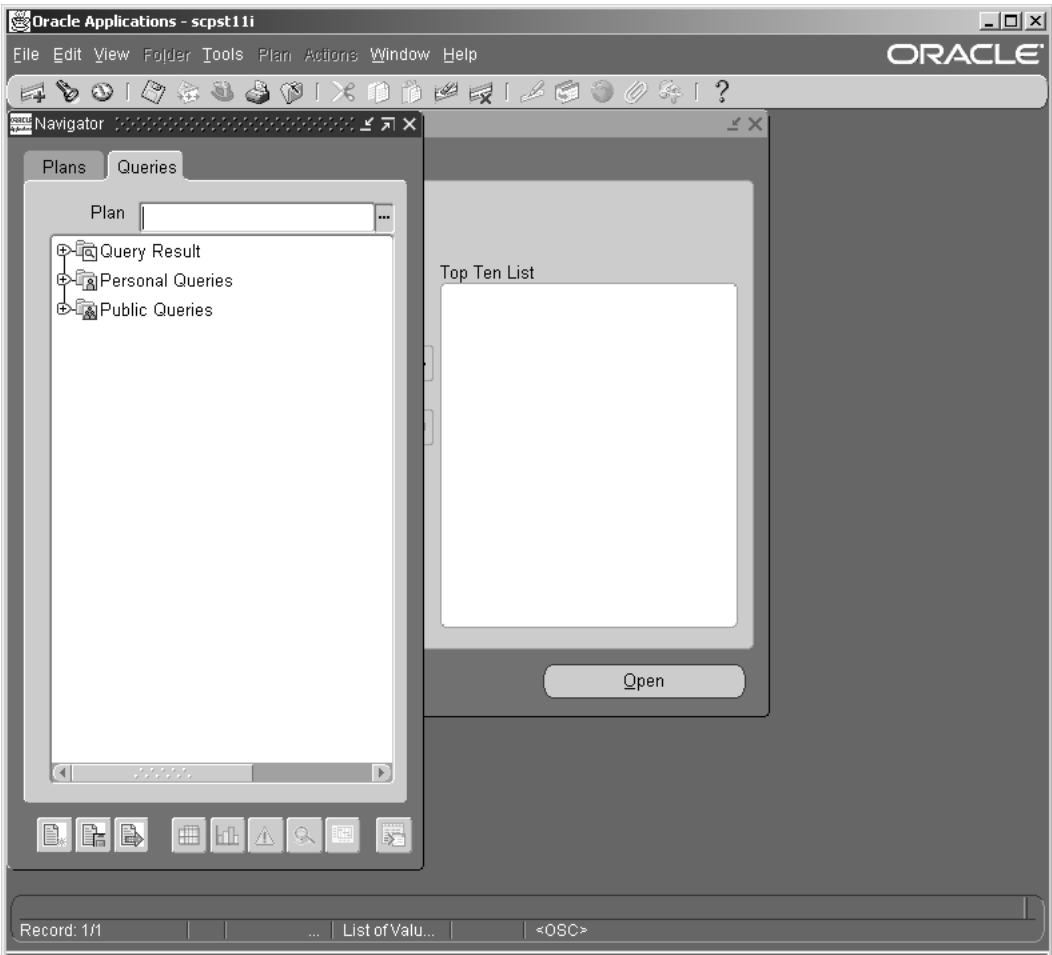 Oracle Applications - scpst11i
File Edit View Folder Tools Plan Actions Window Help
ORACLE
?
Navigator
Plans Queries
Plan
...
Query Result
Personal Queries
Public Queries
Top Ten List
Open
Record: 1/1 ... List of Valu... <OSC>